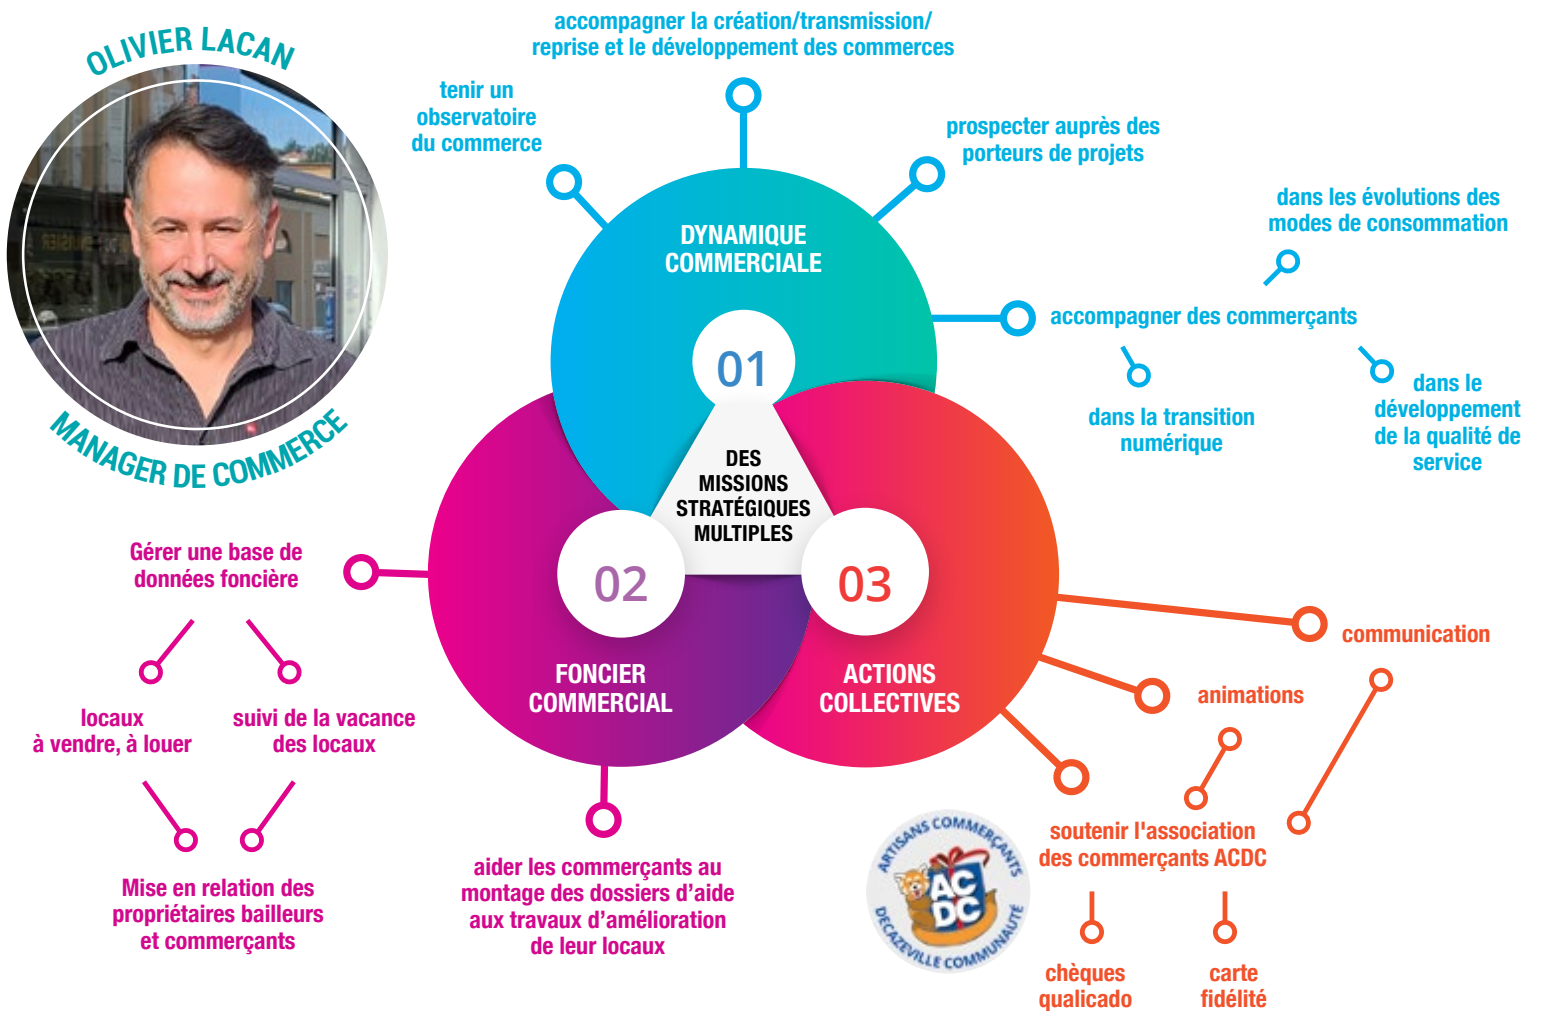 OLIVIER LACAN
MANAGER DE COMMERCE
accompagner la création/transmission/
reprise et le développement des commerces
tenir un
observatoire
du commerce
prospecter auprès des
porteurs de projets
dans les évolutions des
modes de consommation
accompagner des commerçants
dans la transition
numérique
dans le
développement
de la qualité de
service
DYNAMIQUE
COMMERCIALE
01
DES
MISSIONS
STRATÉGIQUES
MULTIPLES
02
FONCIER
COMMERCIAL
03
ACTIONS
COLLECTIVES
Gérer une base de
données foncière
locaux
à vendre, à louer
suivi de la vacance
des locaux
Mise en relation des
propriétaires bailleurs
et commerçants
aider les commerçants au
montage des dossiers d’aide
aux travaux d’amélioration
de leur locaux
communication
animations
soutenir l'association
des commerçants ACDC
chèques
qualicado
carte
fidélité
ARTISANS COMMERÇANTS
AC
DC
DECAZEVILLE COMMUNAUTÉ